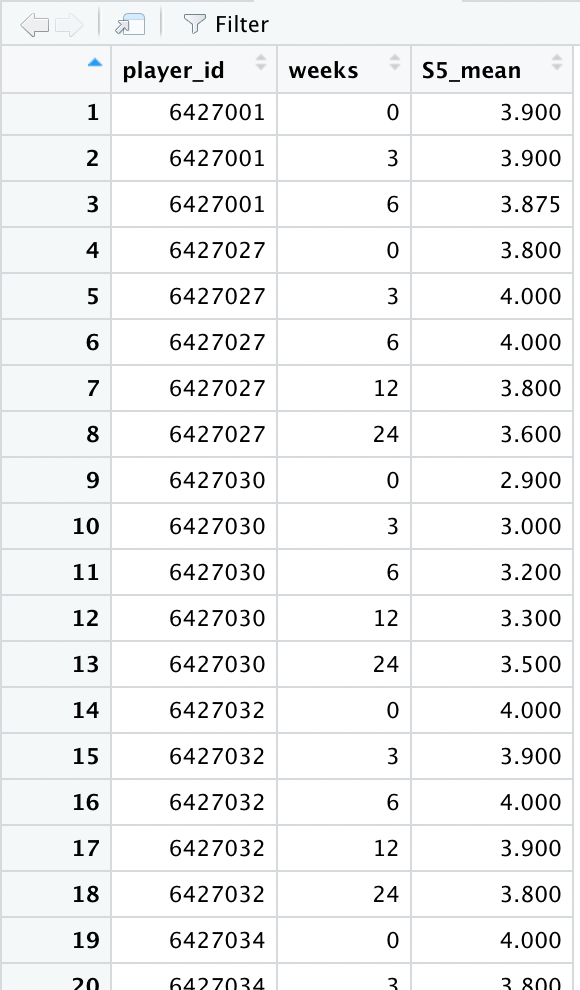 Filter
player_id weeks S5_mean
1 6427001 0 3.900
2 6427001 3 3.900
3 6427001 6 3.875
4 6427027 0 3.800
5 6427027 3 4.000
6 6427027 6 4.000
7 6427027 12 3.800
8 6427027 24 3.600
9 6427030 0 2.900
10 6427030 3 3.000
11 6427030 6 3.200
12 6427030 12 3.300
13 6427030 24 3.500
14 6427032 0 4.000
15 6427032 3 3.900
16 6427032 6 4.000
17 6427032 12 3.900
18 6427032 24 3.800
19 6427034 0 4.000
20 6427034 3 3.800